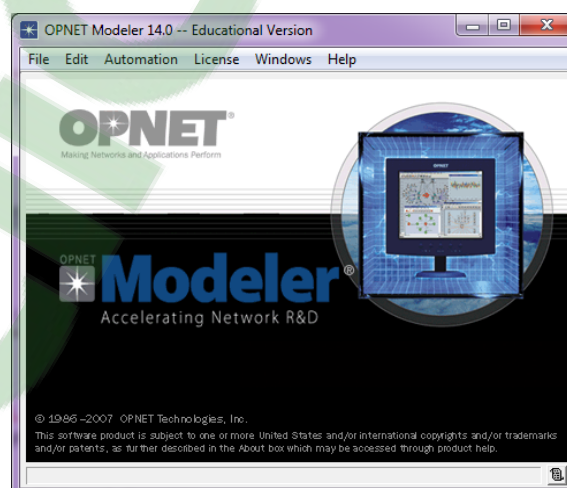 OPNET Modeler 14.0 -- Educational Version
File Edit Automation License Windows Help
OPNET®
Making Networks and Applications Perform
OPNET
OPNET
Modeler®
Accelerating Network R&D
© 1986-2007 OPNET Technologies, Inc.
This software product is subject to one or more United States and/or international copyrights and/or trademarks
and/or patents, as further described in the About box which may be accessed through product help.